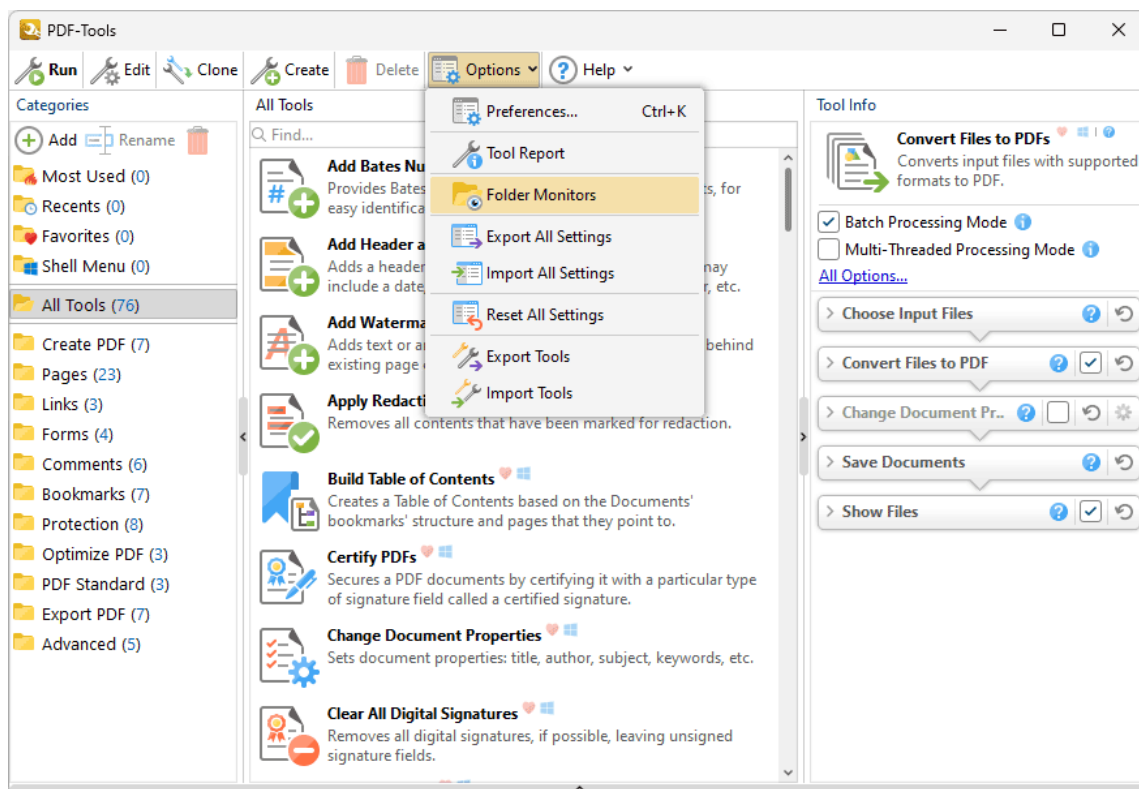 PDF-Tools
Run Edit Clone Create Delete Options Help
Categories
Add Rename
Most Used (0)
Recents (0)
Favorites (0)
Shell Menu (0)
All Tools (76)
Create PDF (7)
Pages (23)
Links (3)
Forms (4)
Comments (6)
Bookmarks (7)
Protection (8)
Optimize PDF (3)
PDF Standard (3)
Export PDF (7)
Advanced (5)
All Tools
Find...
Add Bates Nu
Provides Bates
ts, for
easy identifica
Add Header a
Adds a header
may
include a date,
r, etc.
Add Waterma
Adds text or a
behind
existing page
Apply Redacti
Removes all contents that have been marked for redaction.
Build Table of Contents
Creates a Table of Contents based on the Documents'
bookmarks' structure and pages that they point to.
Certify PDFs
Secures a PDF documents by certifying it with a particular type
of signature field called a certified signature.
Change Document Properties
Sets document properties: title, author, subject, keywords, etc.
Clear All Digital Signatures
Removes all digital signatures, if possible, leaving unsigned
signature fields.
Preferences... Ctrl+K
Tool Report
Folder Monitors
Export All Settings
Import All Settings
Reset All Settings
Export Tools
Import Tools
Tool Info
Convert Files to PDFs
Converts input files with supported
formats to PDF.
Batch Processing Mode
Multi-Threaded Processing Mode
All Options...
Choose Input Files
Convert Files to PDF
Change Document Pr..
Save Documents
Show Files